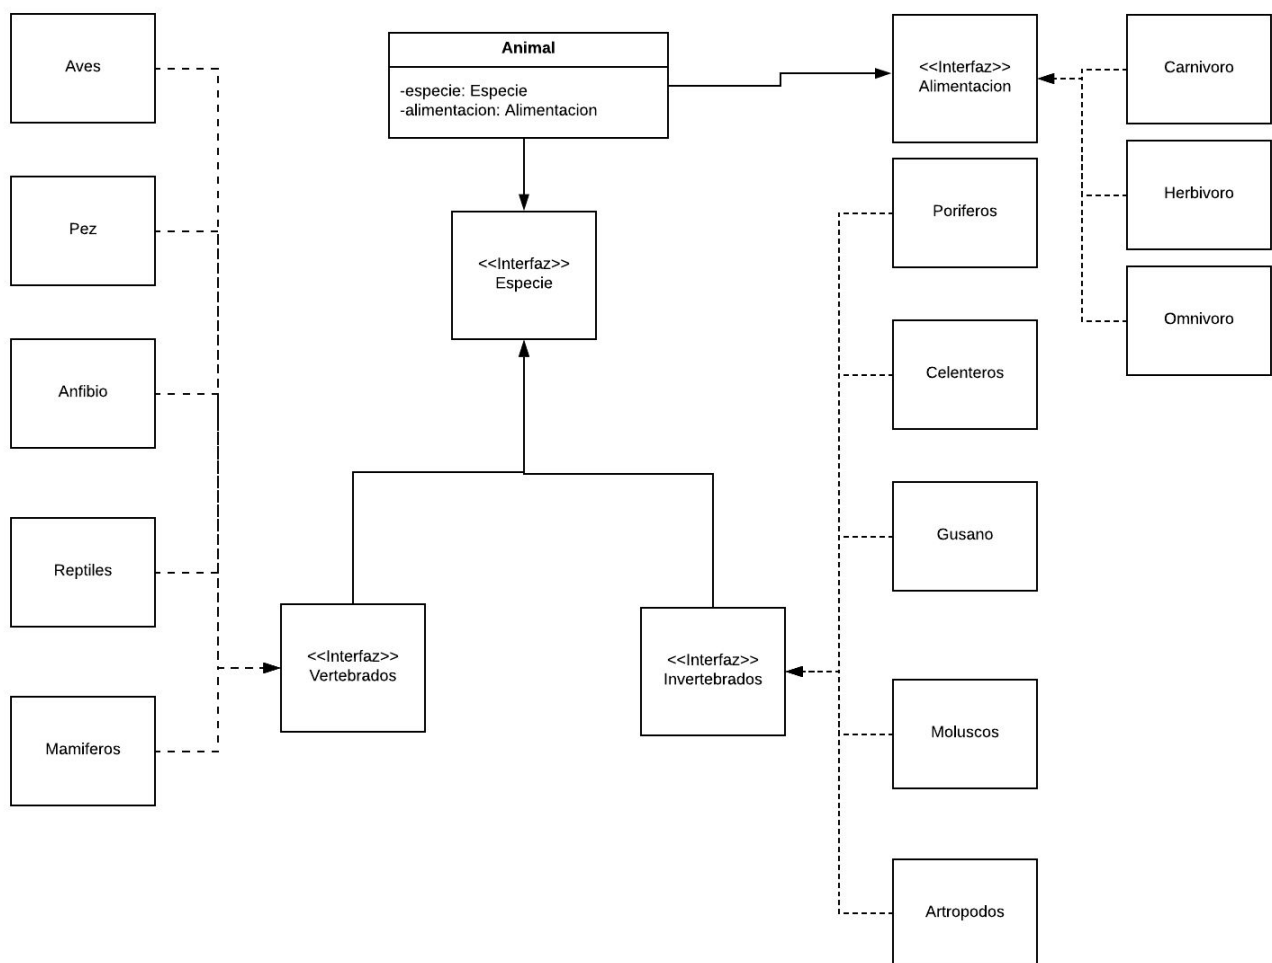 Aves
Animal
-especie: Especie
-alimentacion: Alimentacion
<<Interfaz>>
Alimentacion
Carnivoro
Pez
<<Interfaz>>
Especie
Poriferos
Herbivoro
Omnivoro
Anfibio
Celenteros
Reptiles
Gusano
<<Interfaz>>
Vertebrados
<<Interfaz>>
Invertebrados
Mamiferos
Moluscos
Artropodos